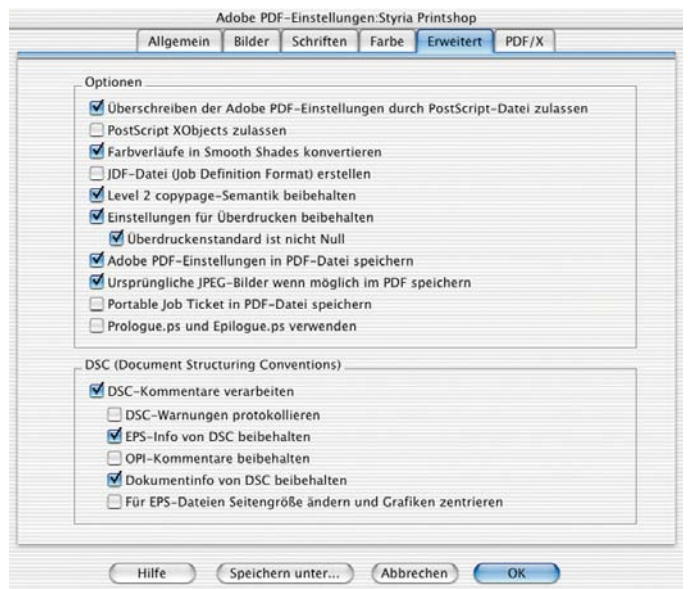 Adobe PDF-Einstellungen:Styria Printshop
Allgemein Bilder Schriften Farbe Erweitert PDF/X
Optionen
Überschreiben der Adobe PDF-Einstellungen durch PostScript-Datei zulassen
PostScript XObjects zulassen
Farbverläufe in Smooth Shades konvertieren
JDF-Datei (Job Definition Format) erstellen
Level 2 copypage-Semantik beibehalten
Einstellungen für Überdrucken beibehalten
Überdruckenstandard ist nicht Null
Adobe PDF-Einstellungen in PDF-Datei speichern
Ursprüngliche JPEG-Bilder wenn möglich im PDF speichern
Portable Job Ticket in PDF-Datei speichern
Prologue.ps und Epilogue.ps verwenden
DSC (Document Structuring Conventions)
DSC-Kommentare verarbeiten
DSC-Warnungen protokollieren
EPS-Info von DSC beibehalten
OPI-Kommentare beibehalten
Dokumentinfo von DSC beibehalten
Für EPS-Dateien Seitengröße ändern und Grafiken zentrieren
Hilfe Speichern unter... Abbrechen OK